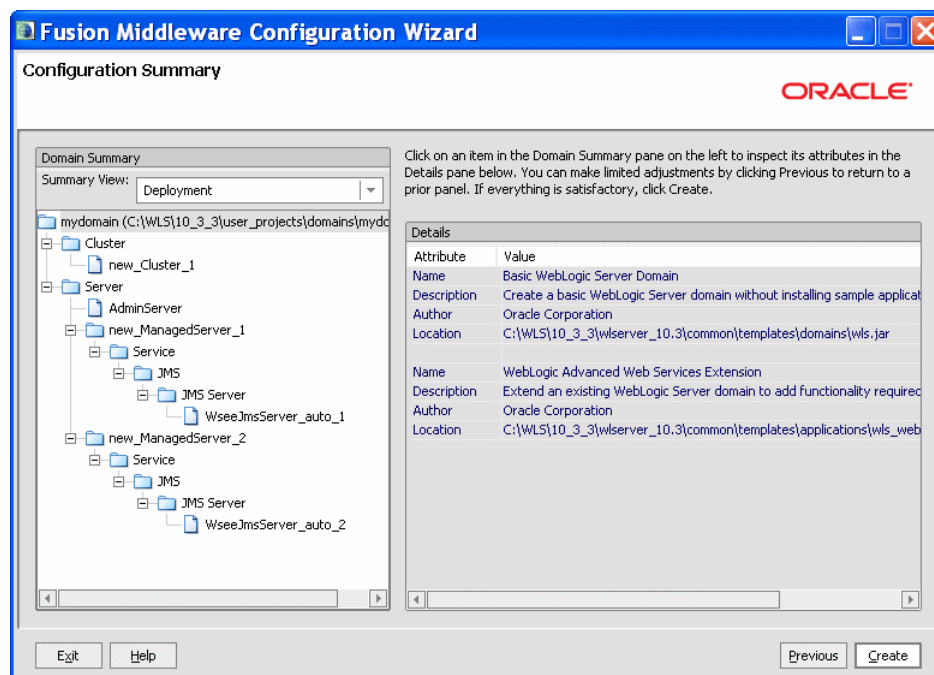 Fusion Middleware Configuration Wizard
Configuration Summary
ORACLE
Domain Summary
Summary View:
Deployment
mydomain (C:\WLS\10_3_3\user_projects\domains\mydc
Cluster
new_Cluster_1
Server
AdminServer
new_ManagedServer_1
Service
JMS
JMS Server
WseeJmsServer_auto_1
new_ManagedServer_2
Service
JMS
JMS Server
WseeJmsServer_auto_2
Click on an item in the Domain Summary pane on the left to inspect its attributes in the
Details pane below. You can make limited adjustments by clicking Previous to return to a
prior panel. If everything is satisfactory, click Create.
Details
Attribute Value
Name Basic WebLogic Server Domain
Description Create a basic WebLogic Server domain without installing sample applicat
Author Oracle Corporation
Location C:\WLS\10_3_3\wlserver_10.3\common\templates\domains\wls.jar
Name WebLogic Advanced Web Services Extension
Description Extend an existing WebLogic Server domain to add functionality required
Author Oracle Corporation
Location C:\WLS\10_3_3\wlserver_10.3\common\templates\applications\wls_web
Exit Help Previous Create